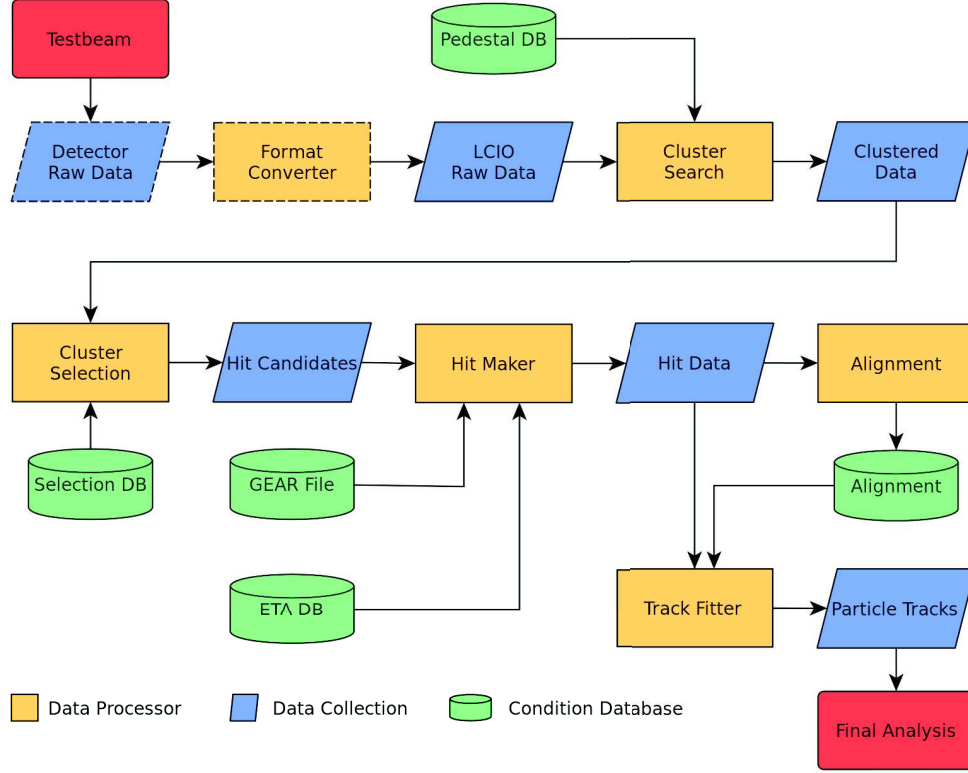 Testbeam
Pedestal DB
Detector
Raw Data
Format
Converter
LCIO
Raw Data
Cluster
Search
Clustered
Data
Cluster
Selection
Hit Candidates
Hit Maker
Hit Data
Alignment
Selection DB
GEAR File
Alignment
ETA DB
Track Fitter
Particle Tracks
Data Processor
Data Collection
Condition Database
Final Analysis